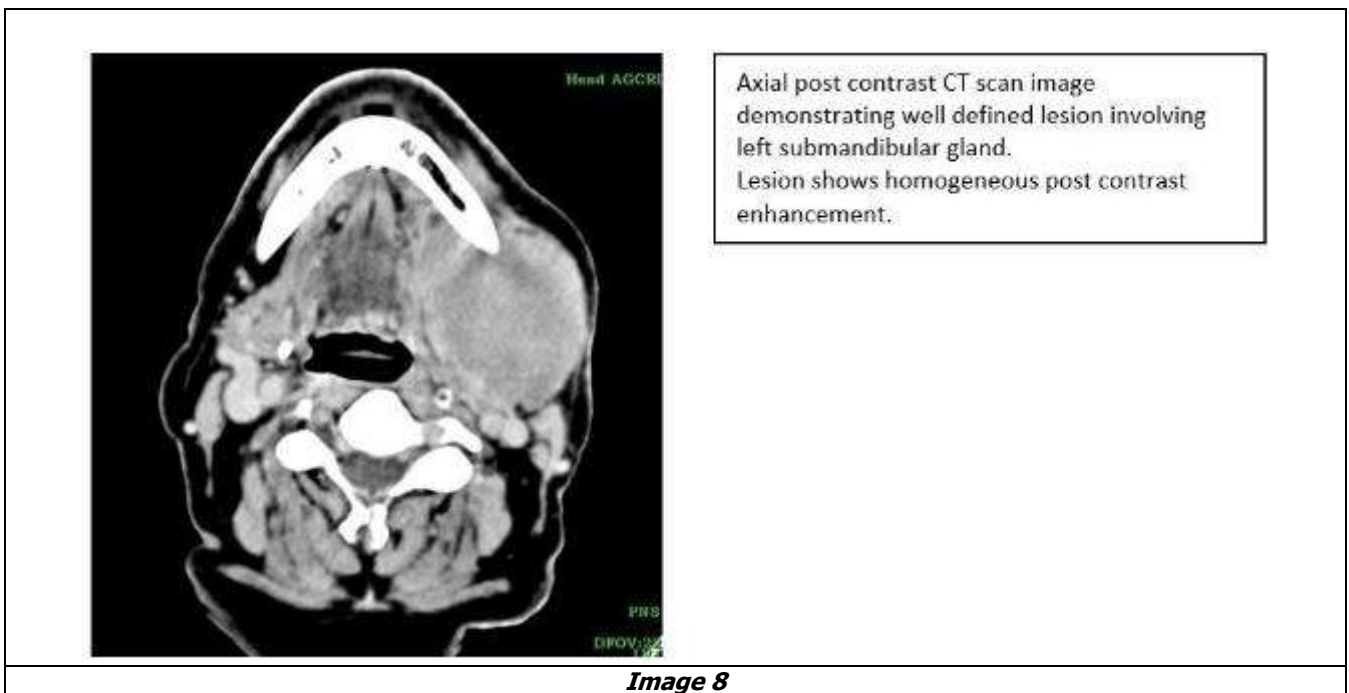 Head AGCRI
Axial post contrast CT scan image
demonstrating well defined lesion involving
left submandibular gland.
Lesion shows homogeneous post contrast
enhancement.
PNS
Image 8